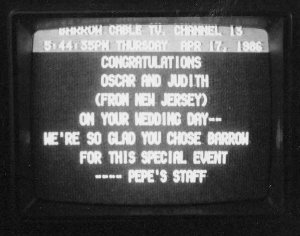 BARROW CABLE TV, CHANNEL 13
5:44:35PM THURSDAY APR 17, 1986
CONGRATULATIONS
OSCAR AND JUDITH
(FROM NEW JERSEY)
ON YOUR WEDDING DAY--
WE'RE SO GLAD YOU CHOSE BARROW
FOR THIS SPECIAL EVENT
---- PEPE'S STAFF